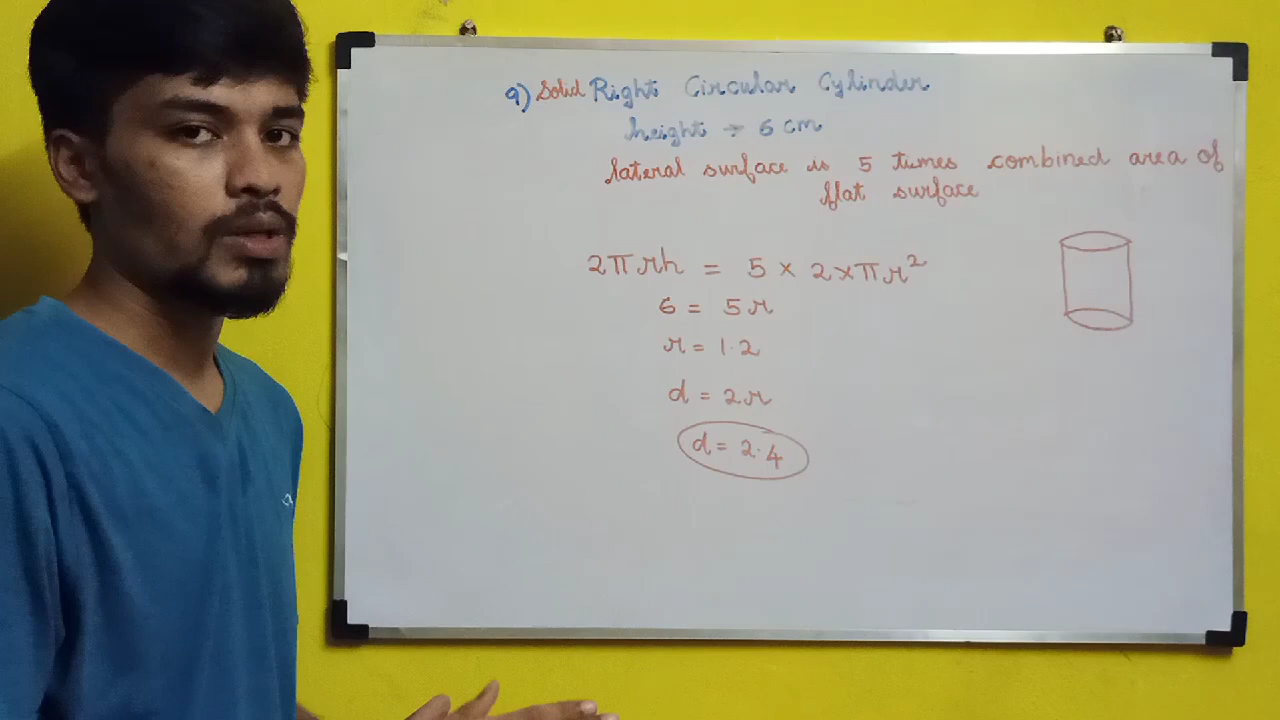 9) Solid Right Circular Cylinder
height → 6 cm
lateral surface is 5 times combined area of
flat surface
2πrh = 5 × 2 × πr²
6 = 5r
r = 1.2
d = 2r
d = 2.4